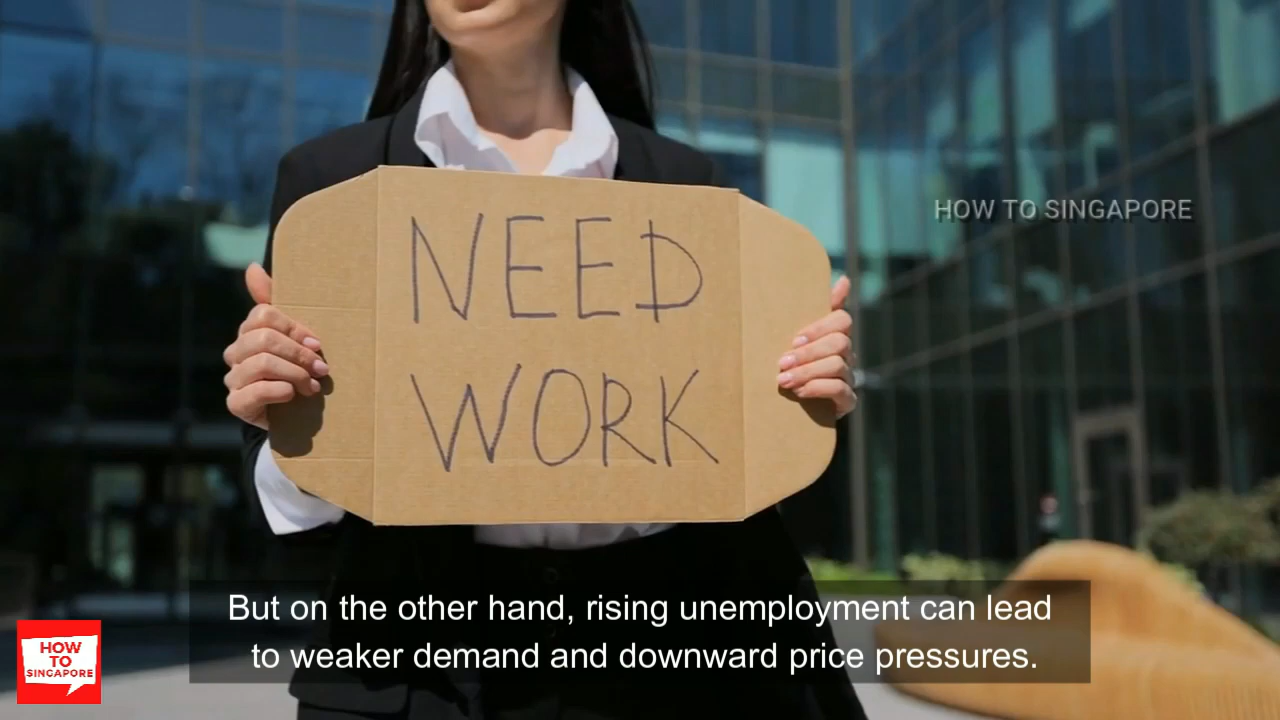 HOW TO SINGAPORE
NEED
WORK
But on the other hand, rising unemployment can lead
to weaker demand and downward price pressures.
HOW
TO
SINGAPORE